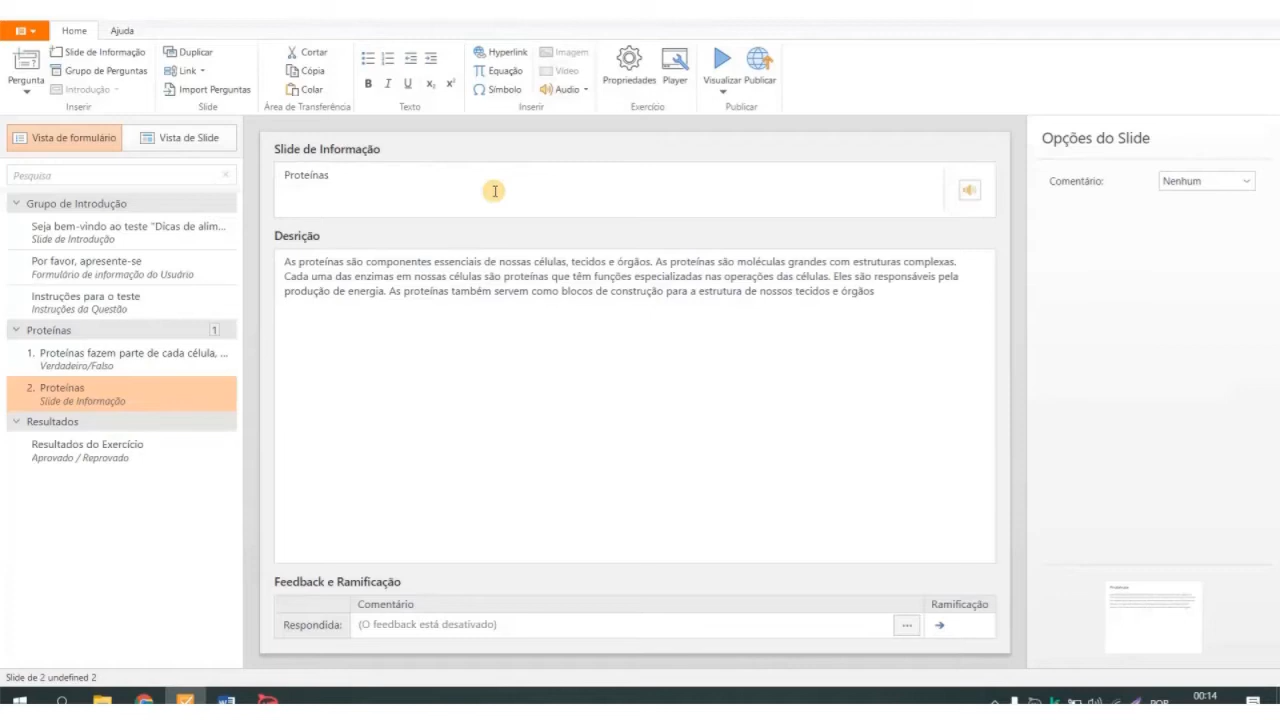 Home Ajuda
Slide de Informação Duplicar Cortar Hyperlink Imagem
Pergunta Grupo de Perguntas Link Cópia Equação Vídeo Propriedades Player Visualizar Publicar
Introdução Import Perguntas Colar B I U x₂ x² Símbolo Audio
Inserir Slide Área de Transferência Texto Inserir Exercício Publicar
Vista de formulário Vista de Slide
Pesquisa
Grupo de Introdução
Seja bem-vindo ao teste "Dicas de alim...
Slide de Introdução
Por favor, apresente-se
Formulário de informação do Usuário
Instruções para o teste
Instruções da Questão
Proteínas 1
1. Proteínas fazem parte de cada célula, ...
Verdadeiro/Falso
2. Proteínas
Slide de Informação
Resultados
Resultados do Exercício
Aprovado / Reprovado
Slide de Informação
Proteínas
Desrição
As proteínas são componentes essenciais de nossas células, tecidos e órgãos. As proteínas são moléculas grandes com estruturas complexas.
Cada uma das enzimas em nossas células são proteínas que têm funções especializadas nas operações das células. Eles são responsáveis pela
produção de energia. As proteínas também servem como blocos de construção para a estrutura de nossos tecidos e órgãos
Feedback e Ramificação
Comentário Ramificação
Respondida: (O feedback está desativado) ...
Opções do Slide
Comentário: Nenhum
Slide de 2 undefined 2
POR 00:14